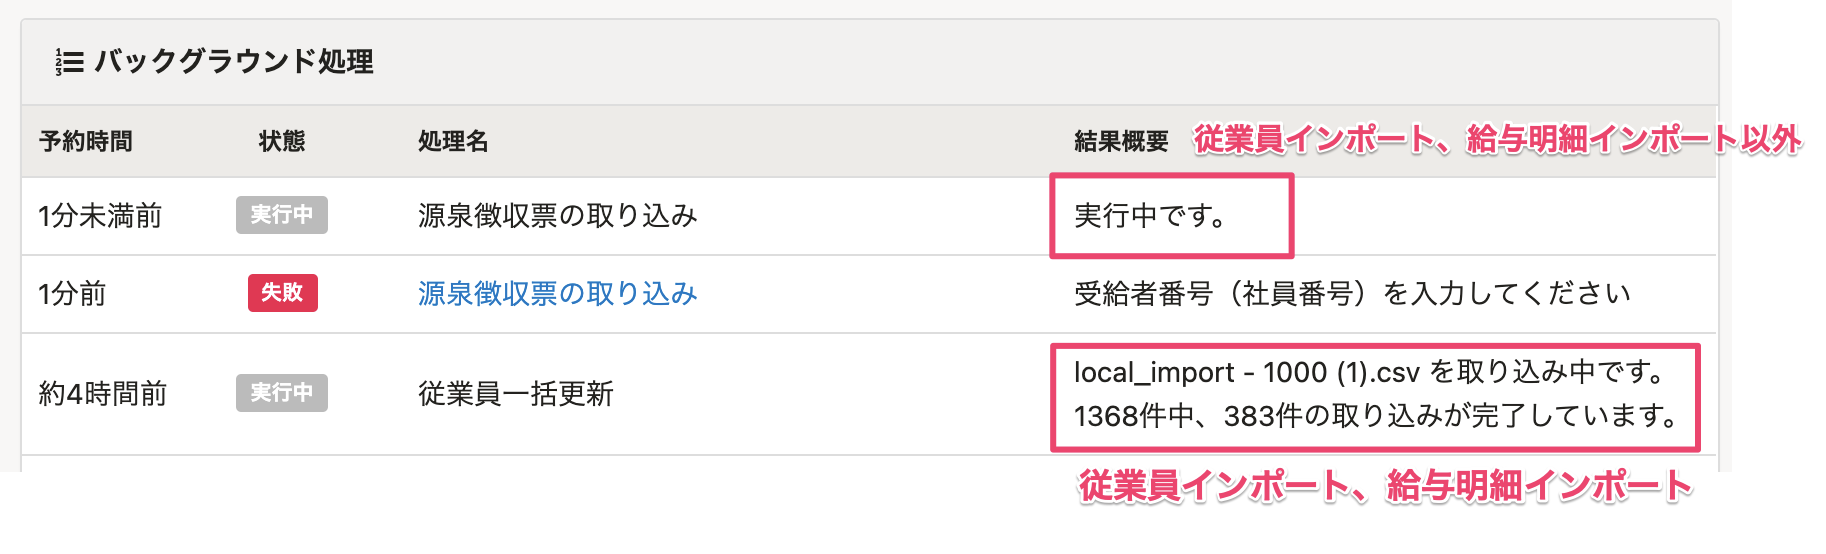 バックグラウンド処理
予約時間 状態 処理名 結果概要 従業員インポート、給与明細インポート以外
1分未満前 実行中 源泉徴収票の取り込み 実行中です。
1分前 失敗 源泉徴収票の取り込み 受給者番号（社員番号）を入力してください
約4時間前 実行中 従業員一括更新 local_import - 1000 (1).csv を取り込み中です。
1368件中、383件の取り込みが完了しています。
従業員インポート、給与明細インポート